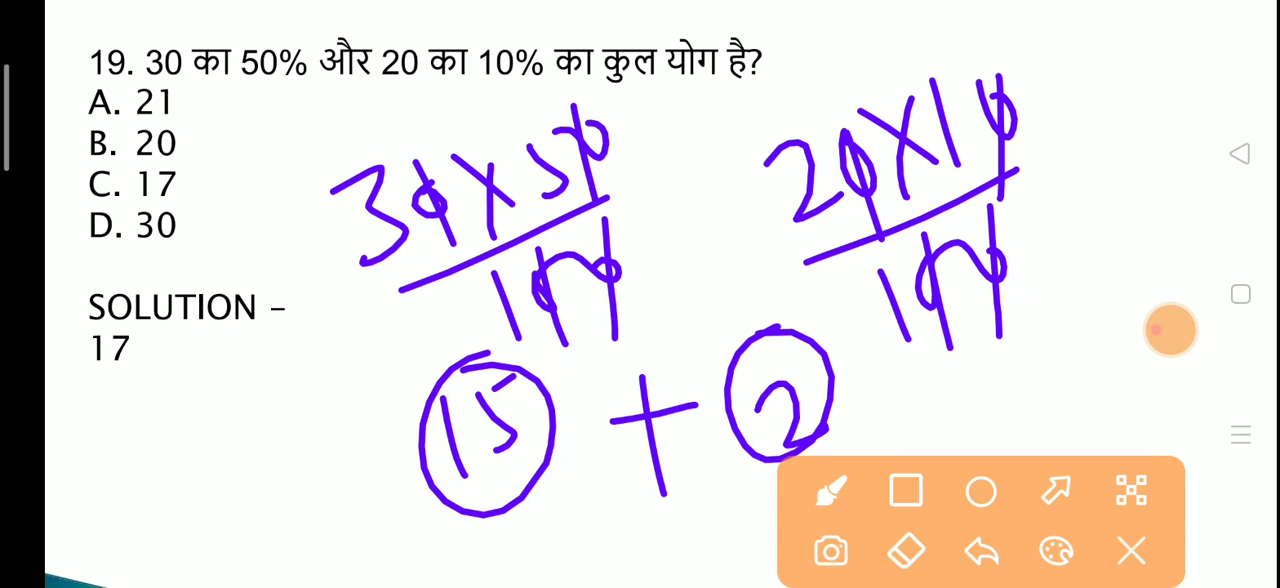 19. 30 का 50% और 20 का 10% का कुल योग है?
A. 21
B. 20
C. 17
D. 30
SOLUTION –
17
30 X 50
100
20 X 10
100
15 + 2